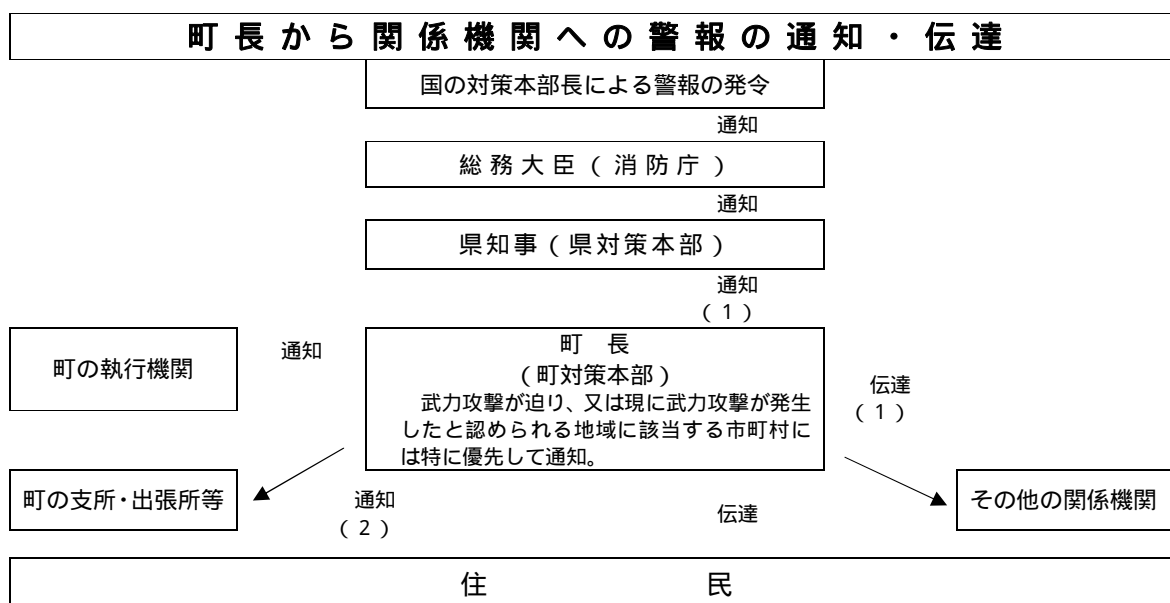 町長から関係機関への警報の通知・伝達
国の対策本部長による警報の発令
通知
総務大臣(消防庁)
通知
県知事(県対策本部)
通知
(1)
町の執行機関
通知
町 長
(町対策本部)
武力攻撃が迫り、又は現に武力攻撃が発生
したと認められる地域に該当する市町村に
は特に優先して通知。
伝達
(1)
町の支所・出張所等
通知
(2)
伝達
その他の関係機関
住 民